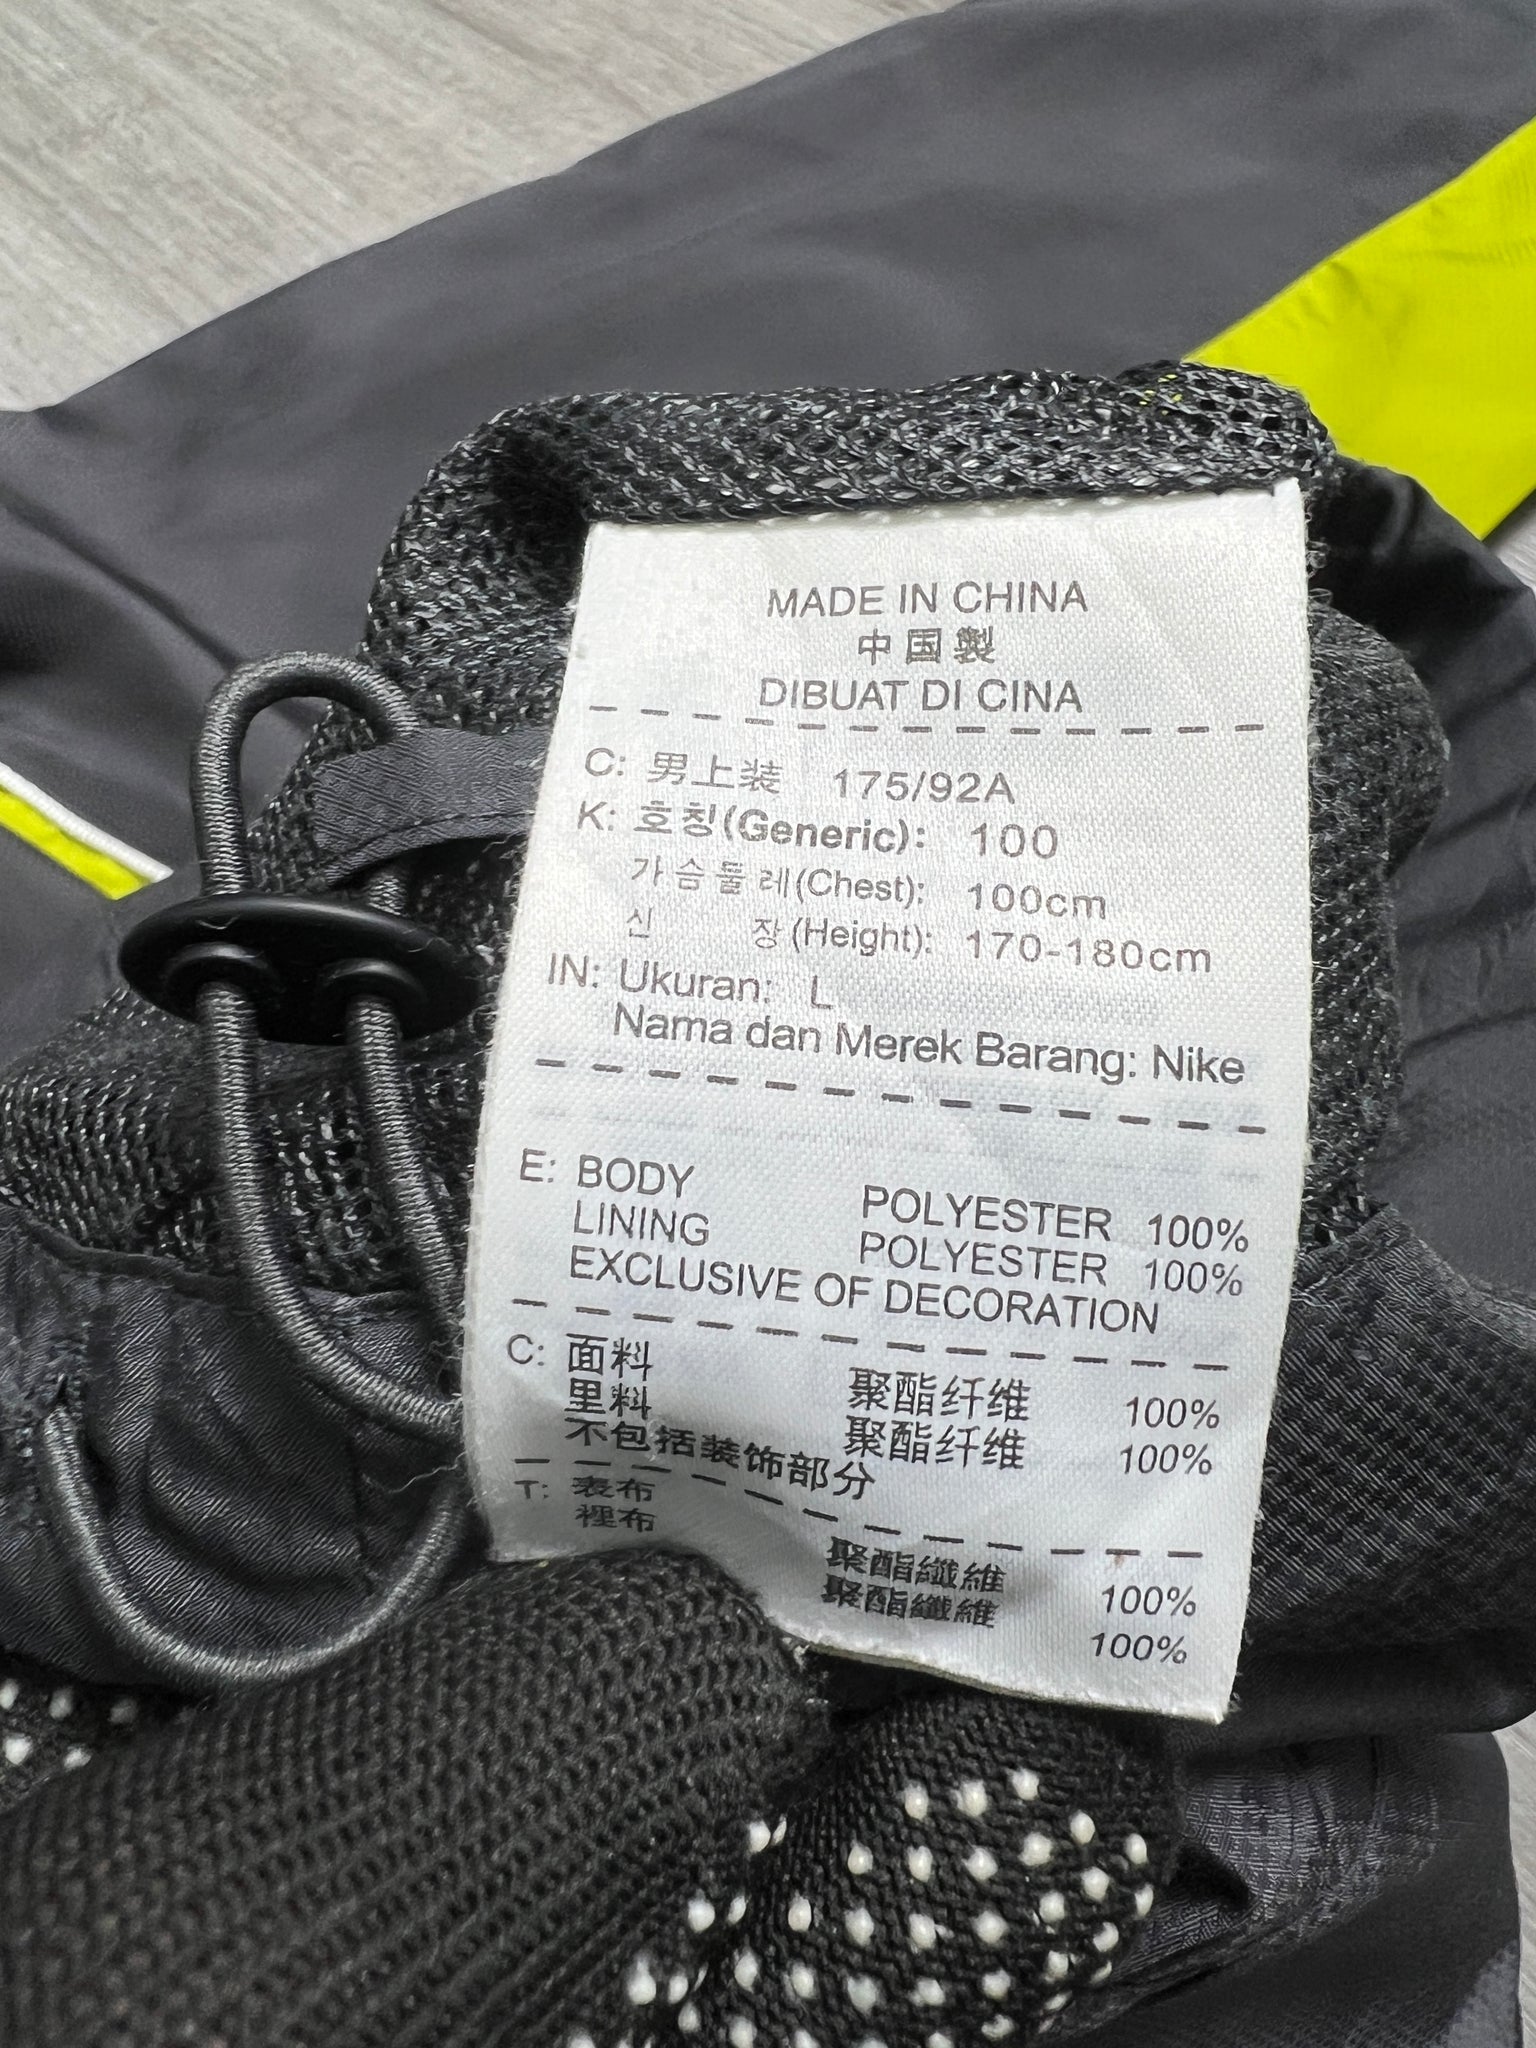 MADE IN CHINA
中国製
DIBUAT DI CINA
C: 男上装 175/92A
K: 호칭(Generic): 100
가슴둘레(Chest): 100cm
신 장(Height): 170-180cm
IN: Ukuran: L
Nama dan Merek Barang: Nike
E: BODY POLYESTER 100%
LINING POLYESTER 100%
EXCLUSIVE OF DECORATION
C: 面料 聚酯纤维 100%
里料 聚酯纤维 100%
不包括装饰部分
T: 表布 聚酯纖維 100%
裡布 聚酯纖維 100%